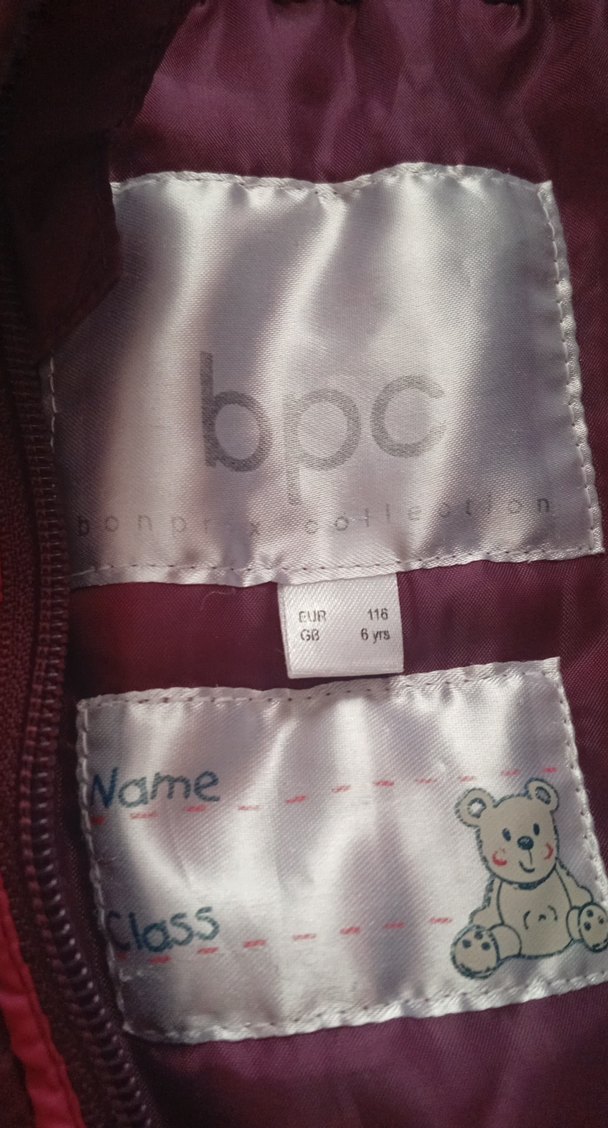 bpc
bonprix collection
EUR 116
GB 6 yrs
Name
Class